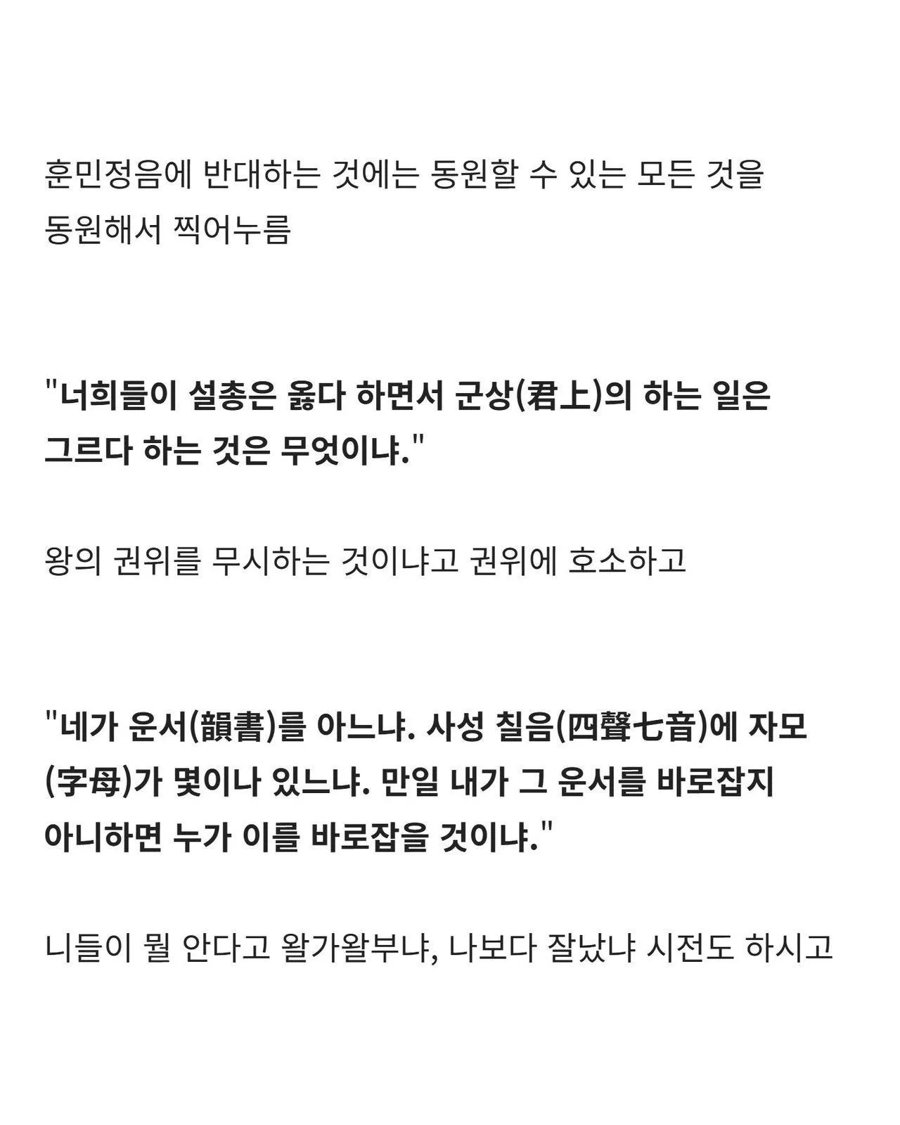 훈민정음에 반대하는 것에는 동원할 수 있는 모든 것을
동원해서 찍어누름
"너희들이 설총은 옳다 하면서 군상(君上)의 하는 일은
그르다 하는 것은 무엇이냐."
왕의 권위를 무시하는 것이냐고 권위에 호소하고
"네가 운서(韻書)를 아느냐. 사성 칠음(四聲七音)에 자모
(字母)가 몇이나 있느냐. 만일 내가 그 운서를 바로잡지
아니하면 누가 이를 바로잡을 것이냐."
니들이 뭘 안다고 왈가왈부냐, 나보다 잘났냐 시전도 하시고